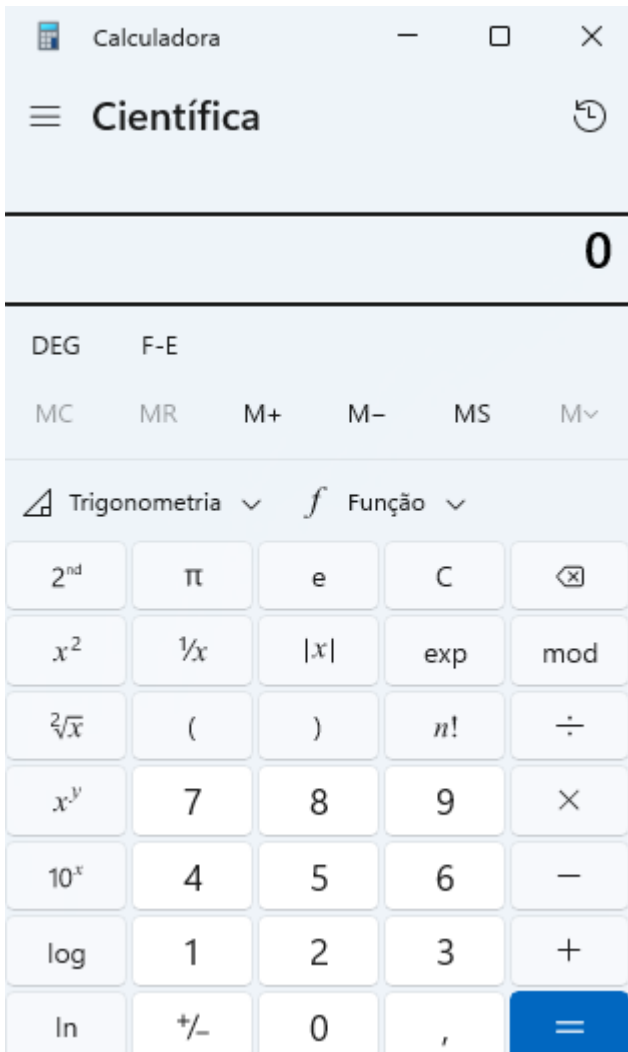 Calculadora
Científica
0
DEG F-E
MC MR M+ M− MS M
Trigonometria f Função
2ⁿᵈ π e C
x² ¹/x |x| exp mod
²√x ( ) n! ÷
xʸ 7 8 9 ×
10ˣ 4 5 6 −
log 1 2 3 +
ln +/− 0 , =